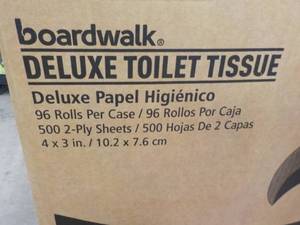 boardwalk®
DELUXE TOILET TISSUE
Deluxe Papel Higiénico
96 Rolls Per Case / 96 Rollos Por Caja
500 2-Ply Sheets / 500 Hojas De 2 Capas
4 x 3 in. / 10.2 x 7.6 cm